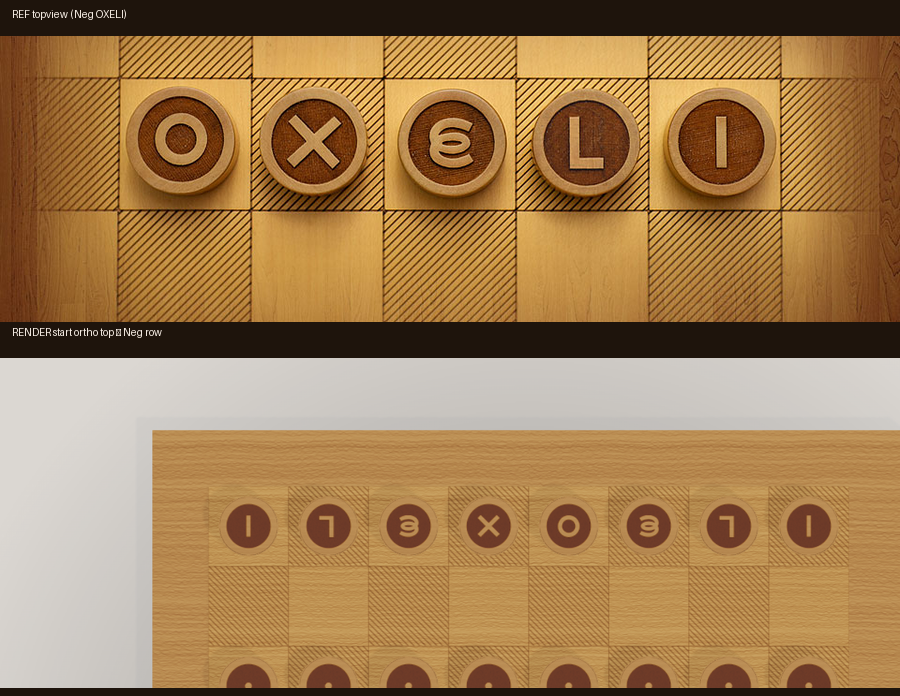 REF topview (Neg OXELI)
O X Ɛ L I
RENDER start ortho top Neg row
I L Ɛ X O Ɛ L I